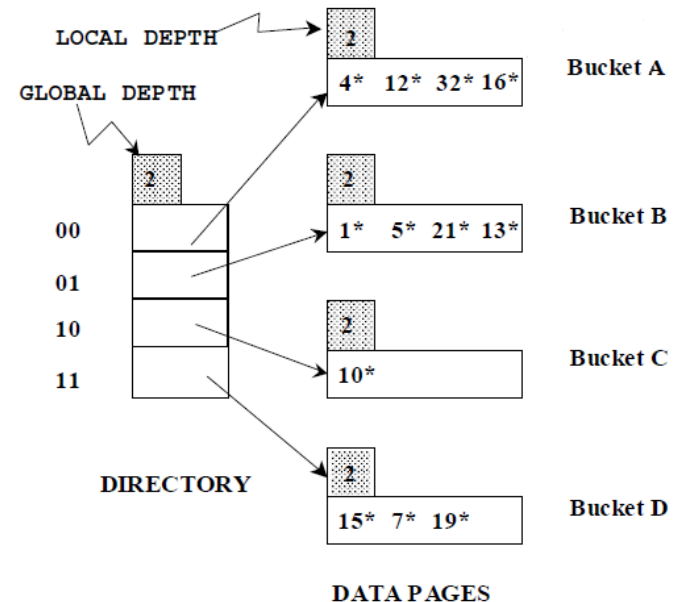 LOCAL DEPTH
2
4* 12* 32* 16*
Bucket A
GLOBAL DEPTH
2
2
1* 5* 21* 13*
Bucket B
00
01
10
11
2
10*
Bucket C
2
15* 7* 19*
Bucket D
DIRECTORY
DATA PAGES